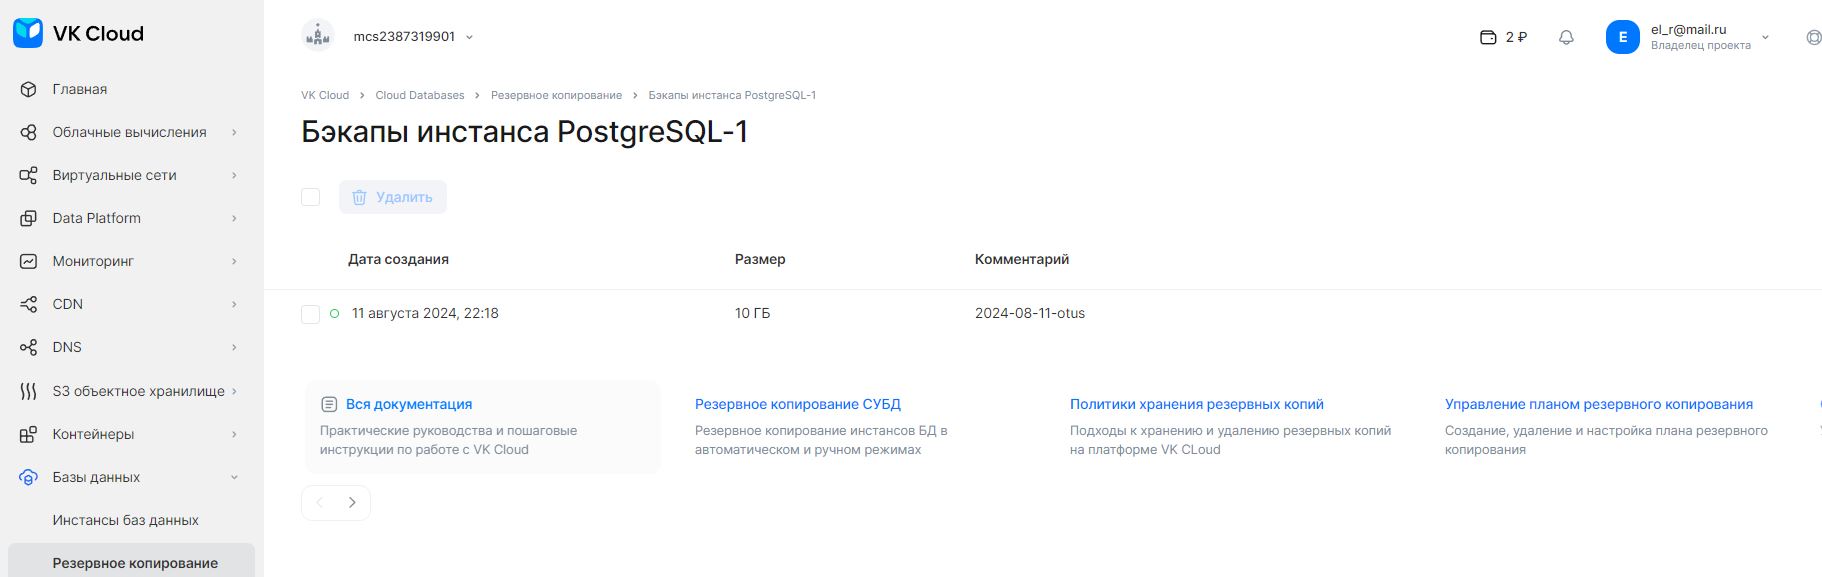 VK Cloud
mcs2387319901
2 ₽
E
el_r@mail.ru
Владелец проекта
Главная
Облачные вычисления
Виртуальные сети
Data Platform
Мониторинг
CDN
DNS
S3 объектное хранилище
Контейнеры
Базы данных
Инстансы баз данных
Резервное копирование
VK Cloud > Cloud Databases > Резервное копирование > Бэкапы инстанса PostgreSQL-1
Бэкапы инстанса PostgreSQL-1
Удалить
Дата создания Размер Комментарий
11 августа 2024, 22:18 10 ГБ 2024-08-11-otus
Вся документация
Практические руководства и пошаговые
инструкции по работе с VK Cloud
Резервное копирование СУБД
Резервное копирование инстансов БД в
автоматическом и ручном режимах
Политики хранения резервных копий
Подходы к хранению и удалению резервных копий
на платформе VK CLoud
Управление планом резервного копирования
Создание, удаление и настройка плана резервного
копирования